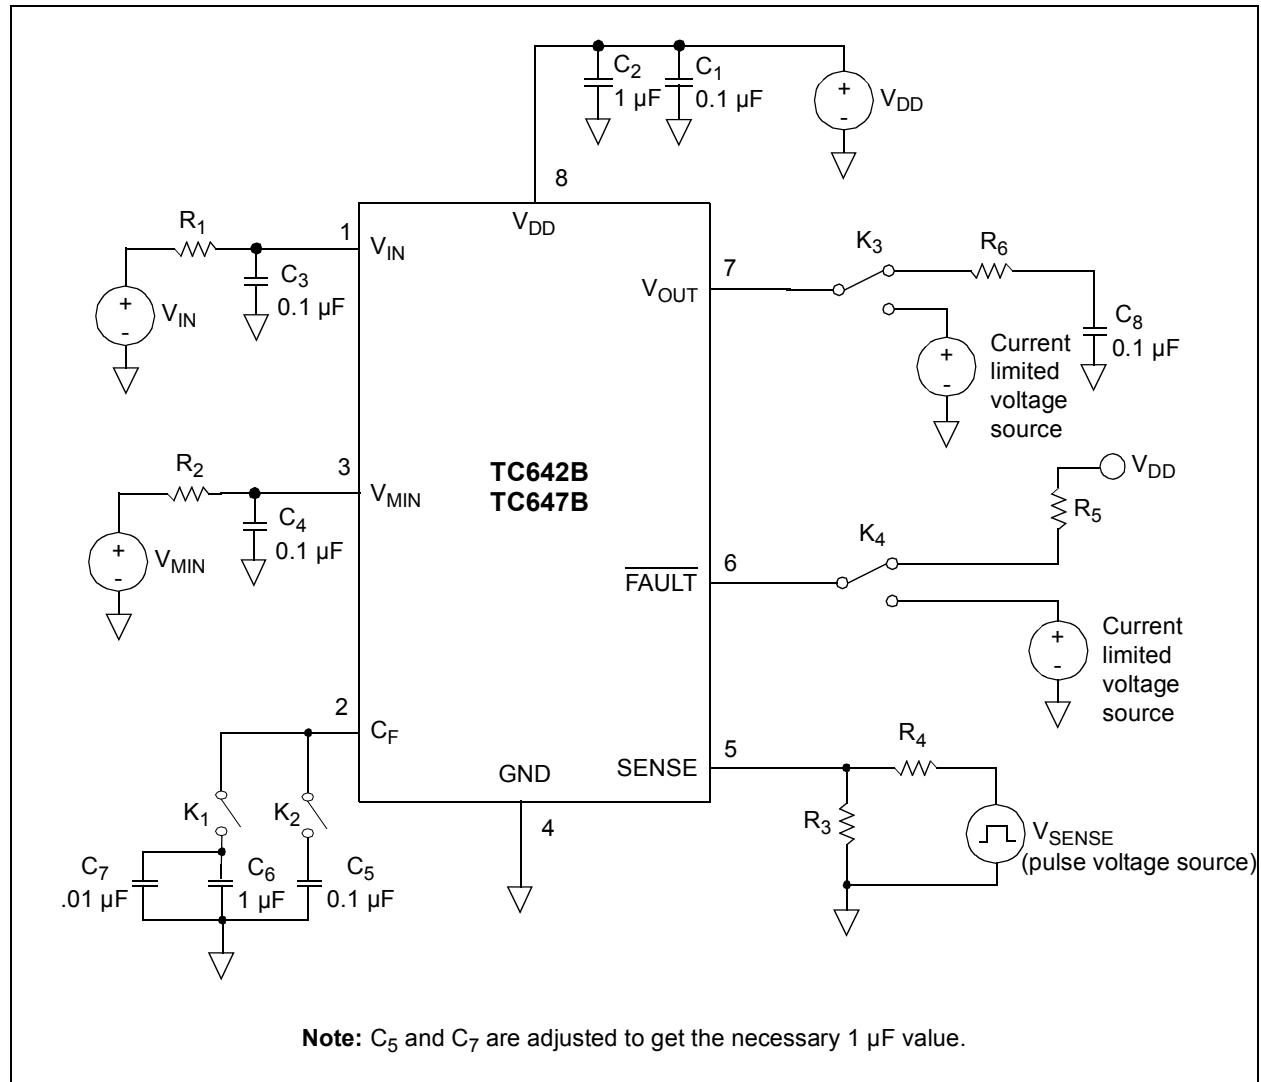 C2
1 µF
C1
0.1 µF
+
-
VDD
8
VDD
R1
1
VIN
C3
0.1 µF
+
-
VIN
7
VOUT
K3
R6
C8
0.1 µF
+
-
Current
limited
voltage
source
R2
3
VMIN
C4
0.1 µF
+
-
VMIN
TC642B
TC647B
VDD
R5
K4
6
FAULT
+
-
Current
limited
voltage
source
2
CF
K1
K2
C7
.01 µF
C6
1 µF
C5
0.1 µF
GND
4
SENSE
5
R4
R3
VSENSE
(pulse voltage source)
Note: C5 and C7 are adjusted to get the necessary 1 µF value.